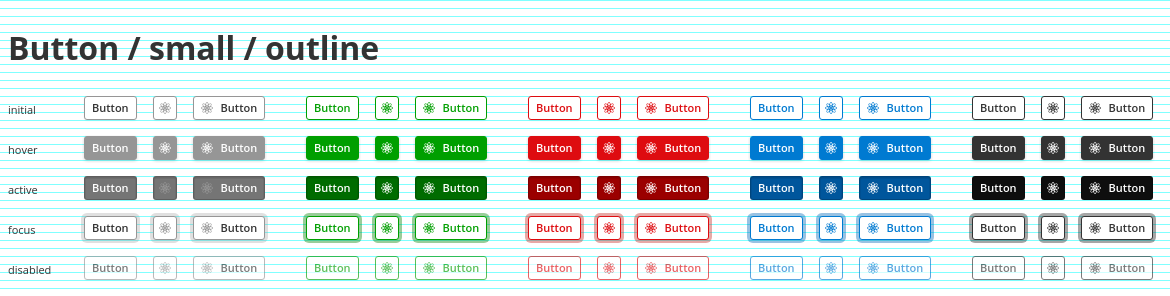 Button / small / outline
initial Button Button Button Button Button Button Button Button Button Button
hover Button Button Button Button Button Button Button Button Button Button
active Button Button Button Button Button Button Button Button Button Button
focus Button Button Button Button Button Button Button Button Button Button
disabled Button Button Button Button Button Button Button Button Button Button